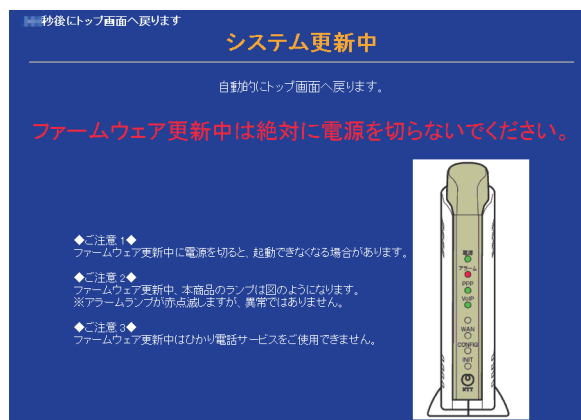 秒後にトップ画面へ戻ります
システム更新中
自動的にトップ画面へ戻ります。
ファームウェア更新中は絶対に電源を切らないでください。
◆ご注意 1◆
ファームウェア更新中に電源を切ると、起動できなくなる場合があります。
◆ご注意 2◆
ファームウェア更新中、本商品のランプは図のようになります。
※アラームランプが赤点滅しますが、異常ではありません。
◆ご注意 3◆
ファームウェア更新中はひかり電話サービスをご使用できません。
電源
アラーム
PPP
VoIP
WAN
CONFIG
INIT
NTT